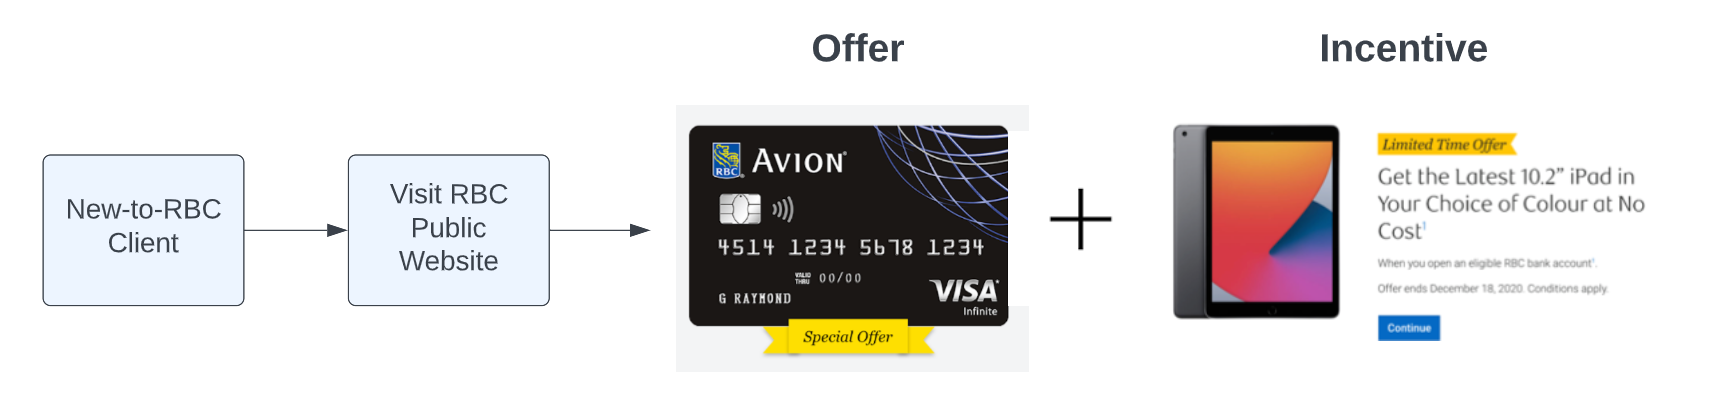 Offer
Incentive
New-to-RBC
Client
Visit RBC
Public
Website
RBC
AVION®
4514 1234 5678 1234
VALID
THRU
00/00
G RAYMOND
VISA
Infinite
Special Offer
Limited Time Offer
Get the Latest 10.2” iPad in
Your Choice of Colour at No
Cost¹
When you open an eligible RBC bank account¹.
Offer ends December 18, 2020. Conditions apply.
Continue